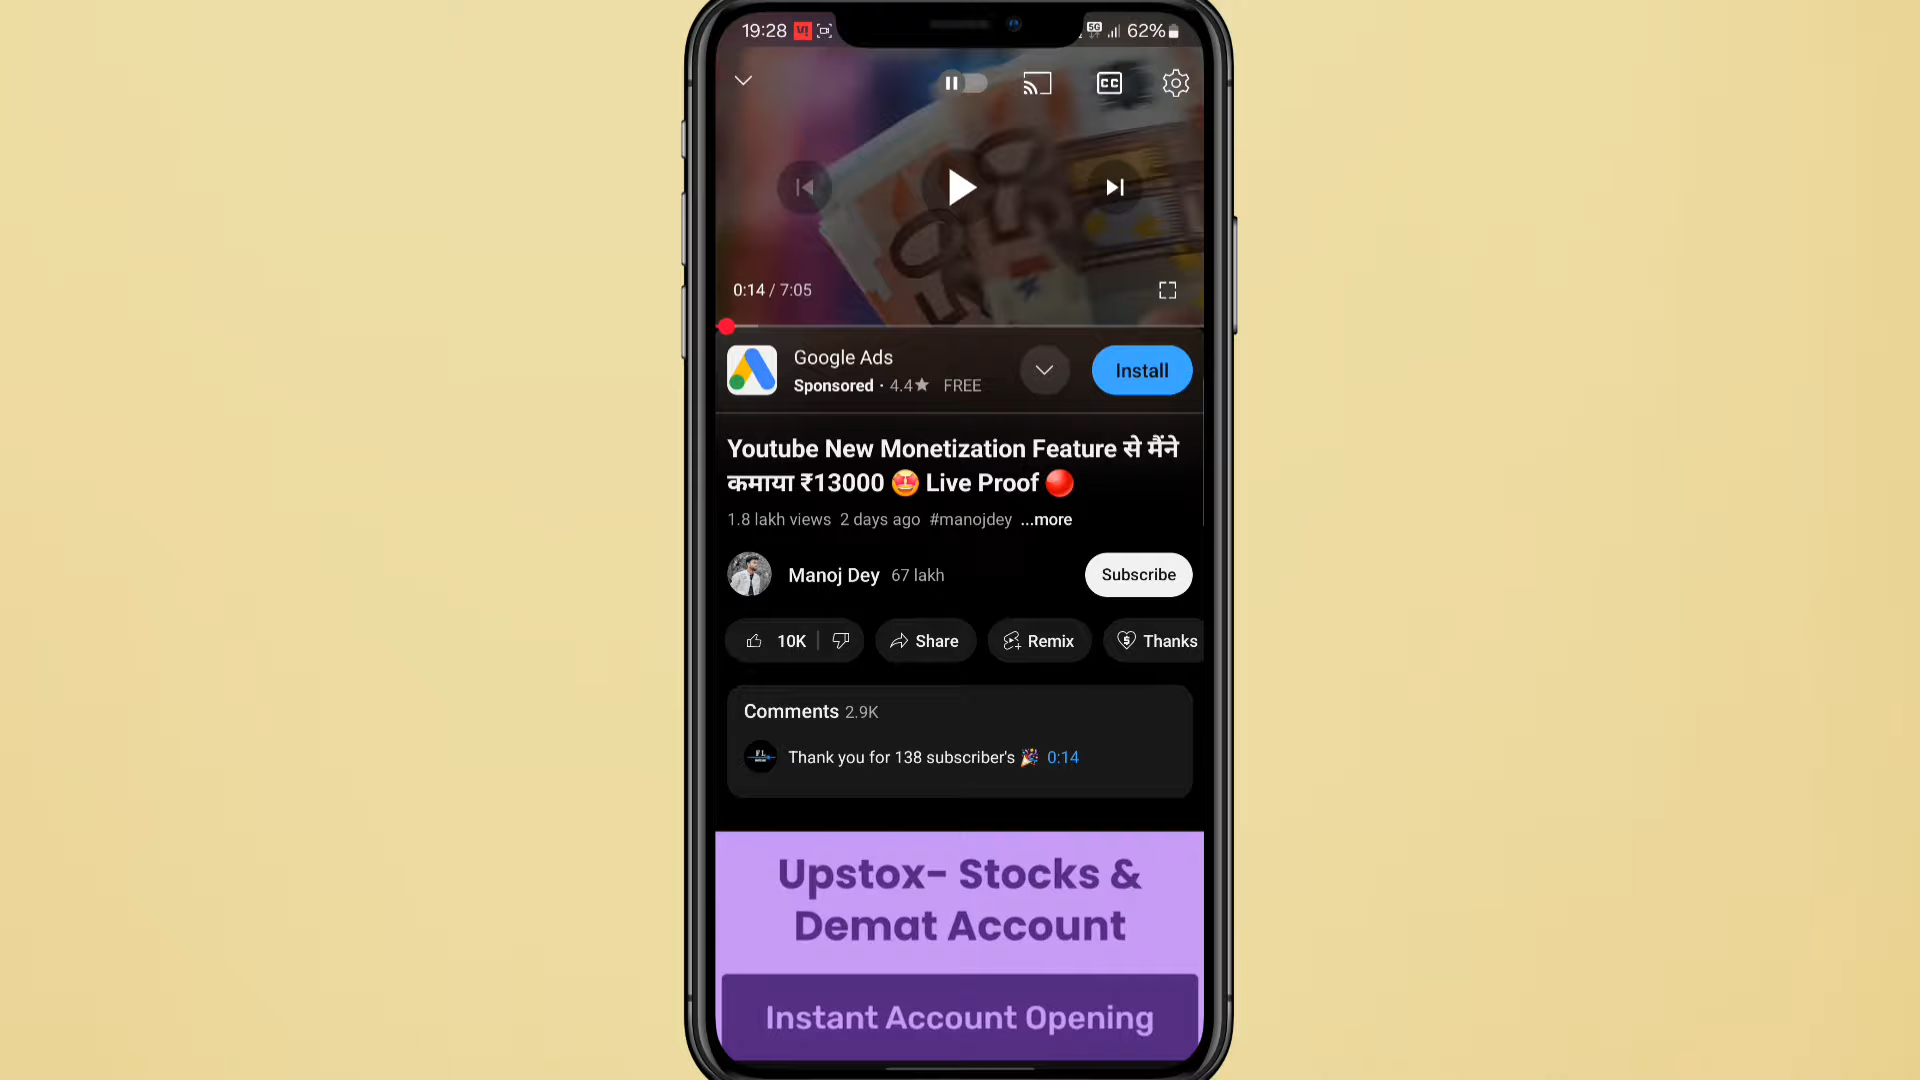 19:28 VI 5G 62%
CC
0:14 / 7:05
Google Ads
Sponsored · 4.4★ FREE
Install
Youtube New Monetization Feature से मैंने
कमाया ₹13000 🤩 Live Proof 🔴
1.8 lakh views 2 days ago #manojdey ...more
Manoj Dey 67 lakh
Subscribe
10K Share Remix Thanks
Comments 2.9K
Thank you for 138 subscriber's 🎉 0:14
Upstox- Stocks &
Demat Account
Instant Account Opening